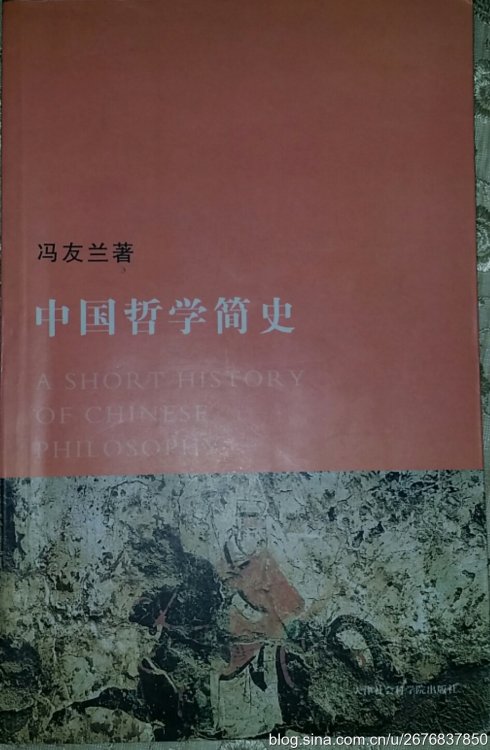 冯友兰著
中国哲学简史
A SHORT HISTORY
OF CHINESE
PHILOSOPHY
天津社会科学院出版社
blog.sina.com.cn/u/2676837850